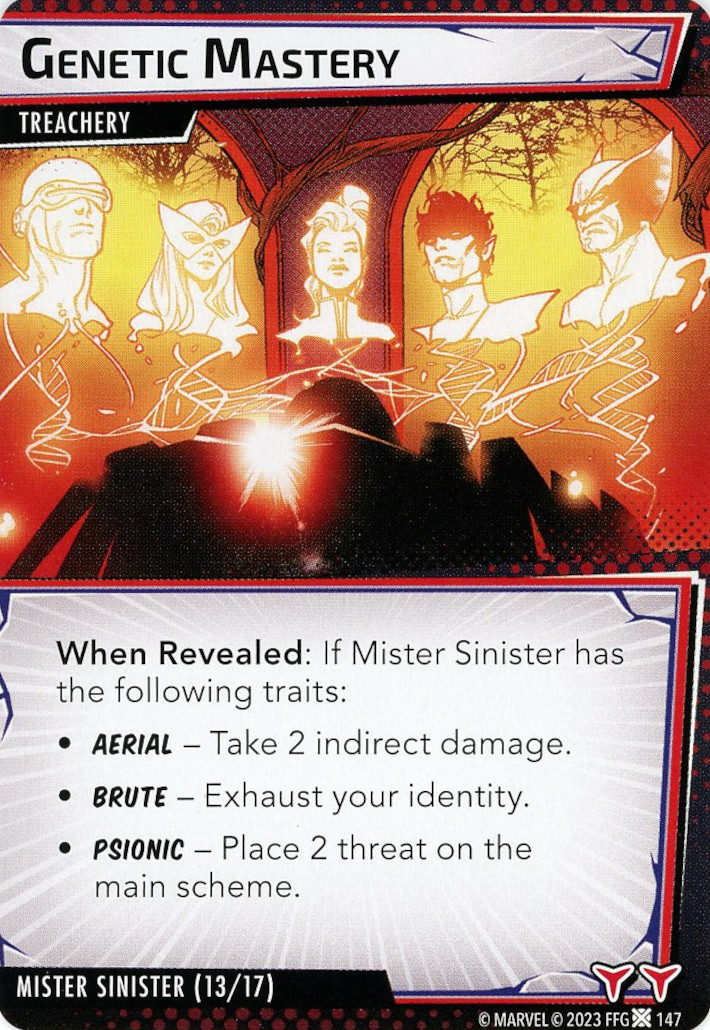 Genetic Mastery
TREACHERY
When Revealed: If Mister Sinister has
the following traits:
• AERIAL – Take 2 indirect damage.
• BRUTE – Exhaust your identity.
• PSIONIC – Place 2 threat on the
main scheme.
MISTER SINISTER (13/17)
© MARVEL © 2023 FFG 147